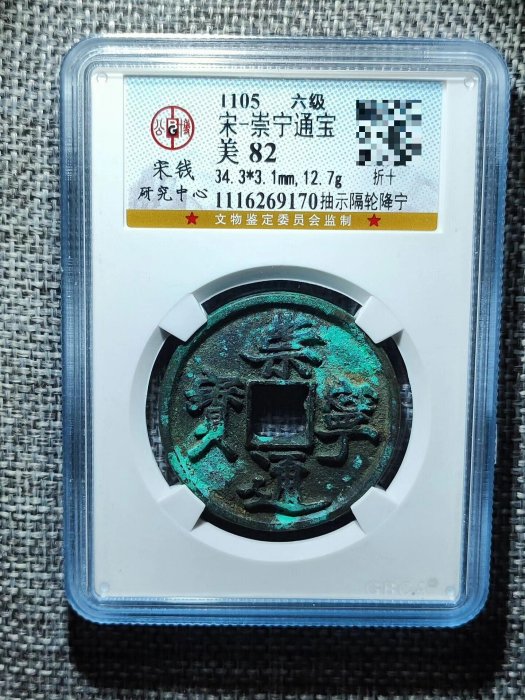 1105 六级
宋-崇宁通宝
美 82
34.3*3.1mm, 12.7g 折十
1116269170抽示隔轮降宁
宋钱
研究中心
★ 文物鉴定委员会监制 ★
崇
寧
通
寳